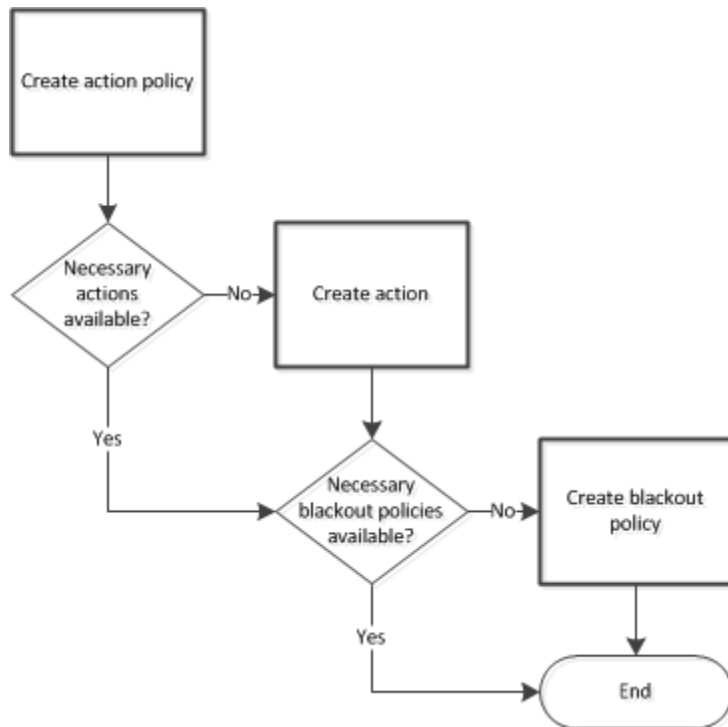 Create action policy
Necessary
actions
available?
No
Create action
Yes
Necessary
blackout policies
available?
No
Create blackout
policy
Yes
End